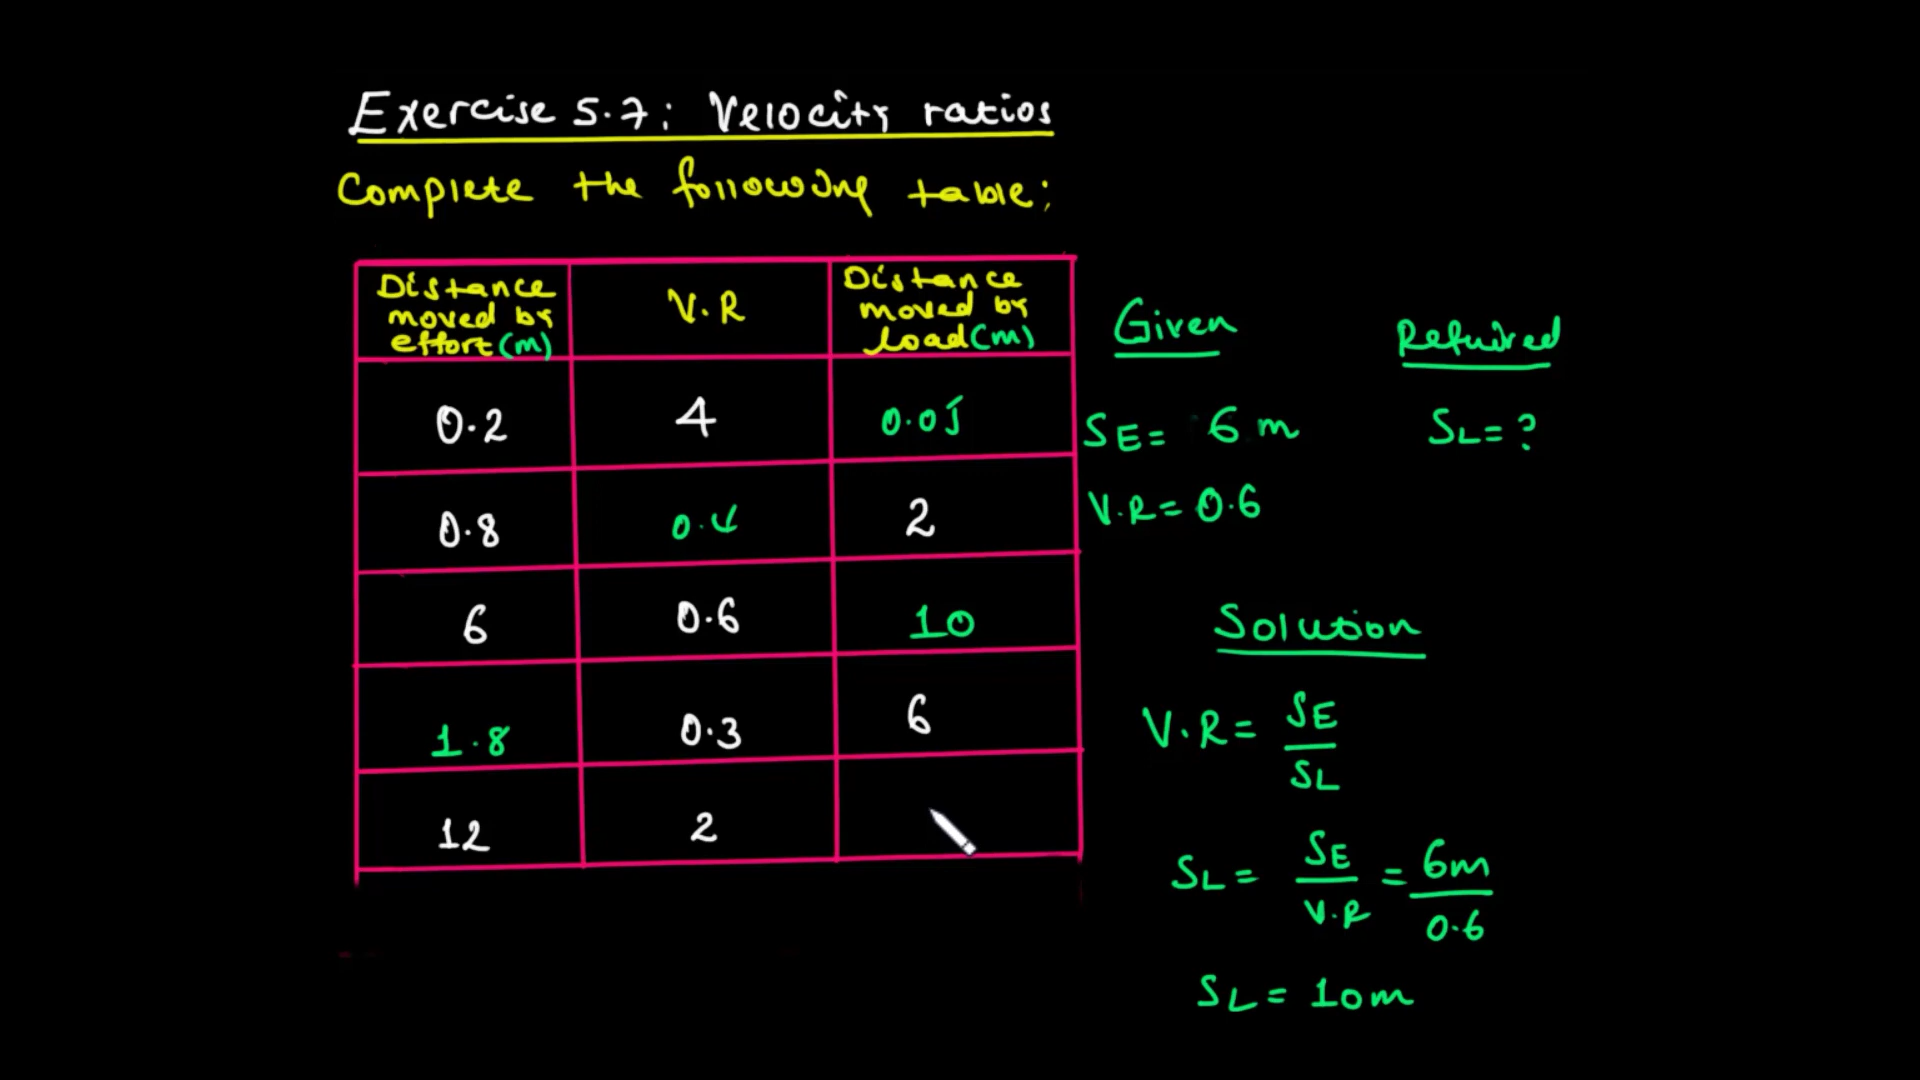 Exercise 5.7: Velocity ratios
Complete the following table:
Distance moved by effort (m)
V.R
Distance moved by load (m)
0.2
4
0.05
0.8
0.4
2
6
0.6
10
1.8
0.3
6
12
2
Given
Required
SE = 6 m
SL = ?
V.R = 0.6
Solution
V.R = SE / SL
SL = SE / V.R = 6m / 0.6
SL = 10m